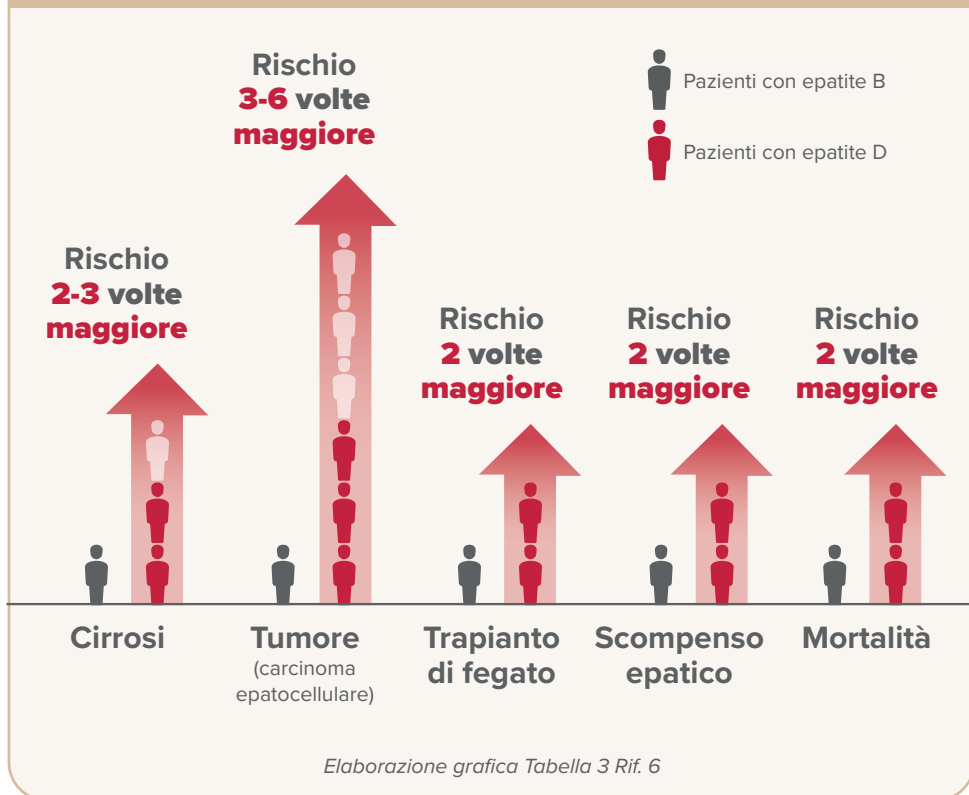 Rischio
3-6 volte
maggiore
Pazienti con epatite B
Pazienti con epatite D
Rischio
2-3 volte
maggiore
Rischio
2 volte
maggiore
Rischio
2 volte
maggiore
Rischio
2 volte
maggiore
Cirrosi
Tumore
(carcinoma
epatocellulare)
Trapianto
di fegato
Scompenso
epatico
Mortalità
Elaborazione grafica Tabella 3 Rif. 6